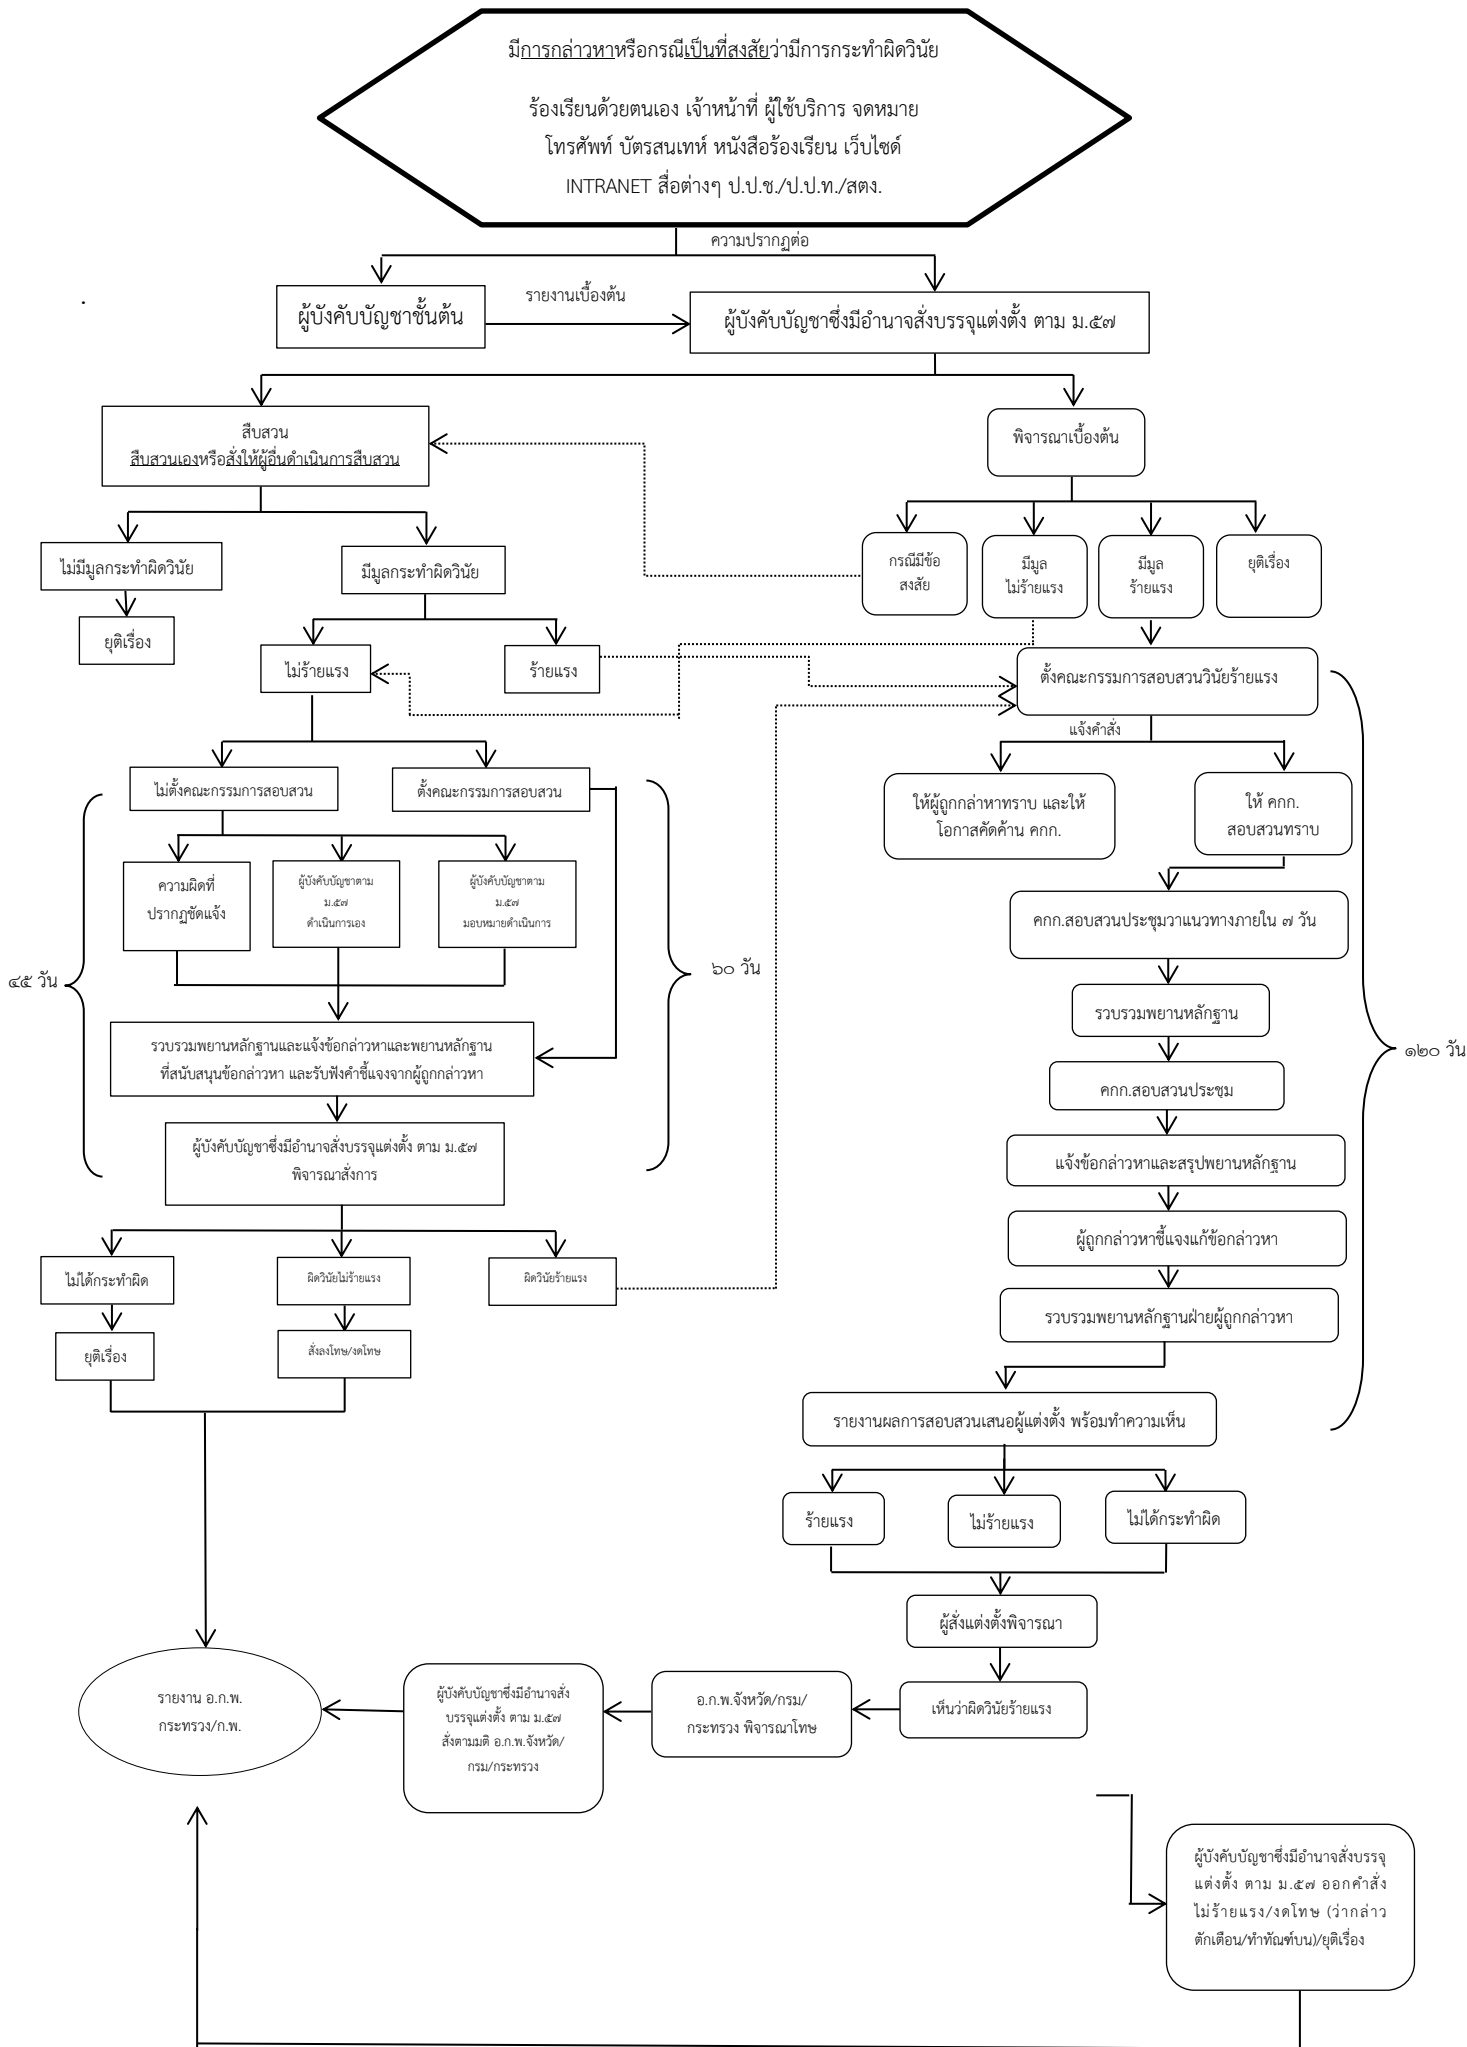 มีการกล่าวหาหรือกรณีเป็นที่สงสัยว่ามีการกระทำผิดวินัย
ร้องเรียนด้วยตนเอง เจ้าหน้าที่ ผู้ใช้บริการ จดหมาย
โทรศัพท์ บัตรสนเทห์ หนังสือร้องเรียน เว็บไซด์
INTRANET สื่อต่างๆ ป.ป.ช./ป.ป.ท./สตง.
ความปรากฏต่อ
ผู้บังคับบัญชาชั้นต้น
รายงานเบื้องต้น
ผู้บังคับบัญชาซึ่งมีอำนาจสั่งบรรจุแต่งตั้ง ตาม ม.๕๗
สืบสวน
สืบสวนเองหรือสั่งให้ผู้อื่นดำเนินการสืบสวน
พิจารณาเบื้องต้น
ไม่มีมูลกระทำผิดวินัย
มีมูลกระทำผิดวินัย
กรณีมีข้อ
สงสัย
มีมูล
ไม่ร้ายแรง
มีมูล
ร้ายแรง
ยุติเรื่อง
ยุติเรื่อง
ไม่ร้ายแรง
ร้ายแรง
ตั้งคณะกรรมการสอบสวนวินัยร้ายแรง
แจ้งคำสั่ง
ไม่ตั้งคณะกรรมการสอบสวน
ตั้งคณะกรรมการสอบสวน
ให้ผู้ถูกกล่าหาทราบ และให้
โอกาสคัดค้าน คกก.
ให้ คกก.
สอบสวนทราบ
ความผิดที่
ปรากฏชัดแจ้ง
ผู้บังคับบัญชาตาม
ม.๕๗
ดำเนินการเอง
ผู้บังคับบัญชาตาม
ม.๕๗
มอบหมายดำเนินการ
คกก.สอบสวนประชุมวาแนวทางภายใน ๗ วัน
๔๕ วัน
๖๐ วัน
รวบรวมพยานหลักฐาน
๑๒๐ วัน
รวบรวมพยานหลักฐานและแจ้งข้อกล่าวหาและพยานหลักฐาน
ที่สนับสนุนข้อกล่าวหา และรับฟังคำชี้แจงจากผู้ถูกกล่าวหา
คกก.สอบสวนประชุม
ผู้บังคับบัญชาซึ่งมีอำนาจสั่งบรรจุแต่งตั้ง ตาม ม.๕๗
พิจารณาสั่งการ
แจ้งข้อกล่าวหาและสรุปพยานหลักฐาน
ผู้ถูกกล่าวหาชี้แจงแก้ข้อกล่าวหา
ไม่ได้กระทำผิด
ผิดวินัยไม่ร้ายแรง
ผิดวินัยร้ายแรง
รวบรวมพยานหลักฐานฝ่ายผู้ถูกกล่าวหา
ยุติเรื่อง
สั่งลงโทษ/งดโทษ
รายงานผลการสอบสวนเสนอผู้แต่งตั้ง พร้อมทำความเห็น
ร้ายแรง
ไม่ร้ายแรง
ไม่ได้กระทำผิด
ผู้สั่งแต่งตั้งพิจารณา
รายงาน อ.ก.พ.
กระทรวง/ก.พ.
ผู้บังคับบัญชาซึ่งมีอำนาจสั่ง
บรรจุแต่งตั้ง ตาม ม.๕๗
สั่งตามมติ อ.ก.พ.จังหวัด/
กรม/กระทรวง
อ.ก.พ.จังหวัด/กรม/
กระทรวง พิจารณาโทษ
เห็นว่าผิดวินัยร้ายแรง
ผู้บังคับบัญชาซึ่งมีอำนาจสั่งบรรจุ
แต่งตั้ง ตาม ม.๕๗ ออกคำสั่ง
ไม่ร้ายแรง/งดโทษ (ว่ากล่าว
ตักเตือน/ทำทัณฑ์บน)/ยุติเรื่อง